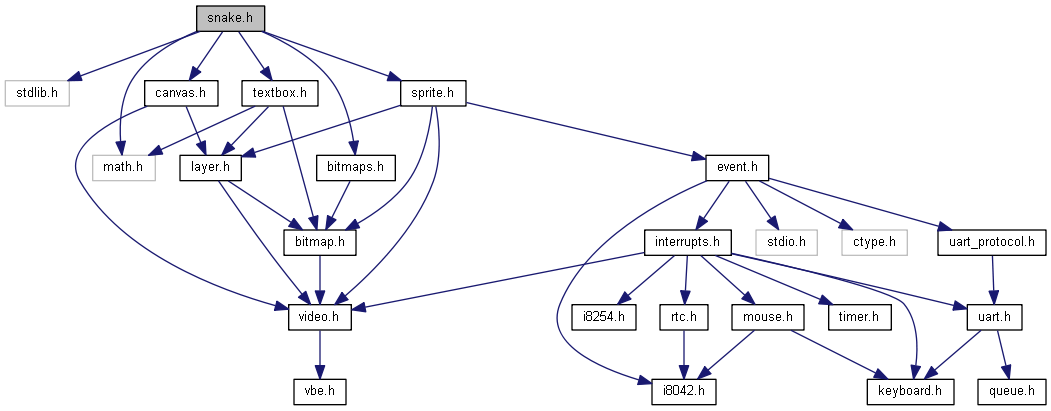 snake.h
stdlib.h
canvas.h
textbox.h
sprite.h
math.h
layer.h
bitmaps.h
event.h
bitmap.h
interrupts.h
stdio.h
ctype.h
uart_protocol.h
video.h
i8254.h
rtc.h
mouse.h
timer.h
uart.h
vbe.h
i8042.h
keyboard.h
queue.h